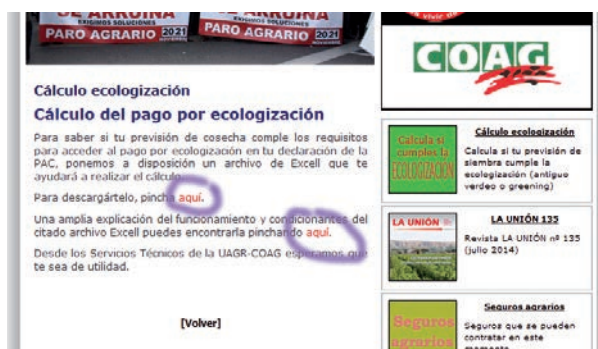 SE ARRUINA
EXIGIMOS SOLUCIONES
PARO AGRARIO 2021
PARO AGRARIO 2021
COAG
Cálculo ecologización
Cálculo del pago por ecologización
Para saber si tu previsión de cosecha comple los requisitos
para acceder al pago por ecologización en tu declaración de la
PAC, ponemos a disposición un archivo de Excell que te
ayudará a realizar el cálculo.
Para descargártelo, pincha aquí.
Una amplia explicación del funcionamiento y condicionantes del
citado archivo Excell puedes encontrarla pinchando aquí.
Desde los Servicios Técnicos de la UAGR-COAG esperamos que
te sea de utilidad.
[Volver]
Calcula si
cumples la
ECOLOGIZACIÓN
Cálculo ecologización
Calcula si tu previsión de
siembra cumple la
ecologización (antiguo
verdeo o greening)
LA UNIÓN
LA UNIÓN 135
Revista LA UNIÓN nº 135
(julio 2014)
Seguros
agrarios
Seguros agrarios
Seguros que se pueden
contratar en este
momento